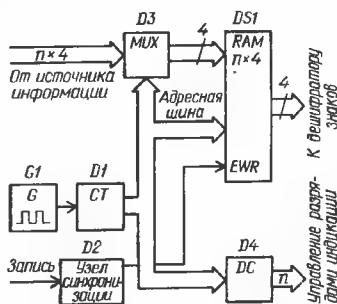 D3
DS1
MUX
n×4
4
RAM
n×4
4
От источника
информации
Адресная
шина
К дешифратору
знаков
G1
D1
G
CT
EWR
D2
D4
Запись
Узел
синхрони-
зации
DC
n
Управление разря-
дами индикации